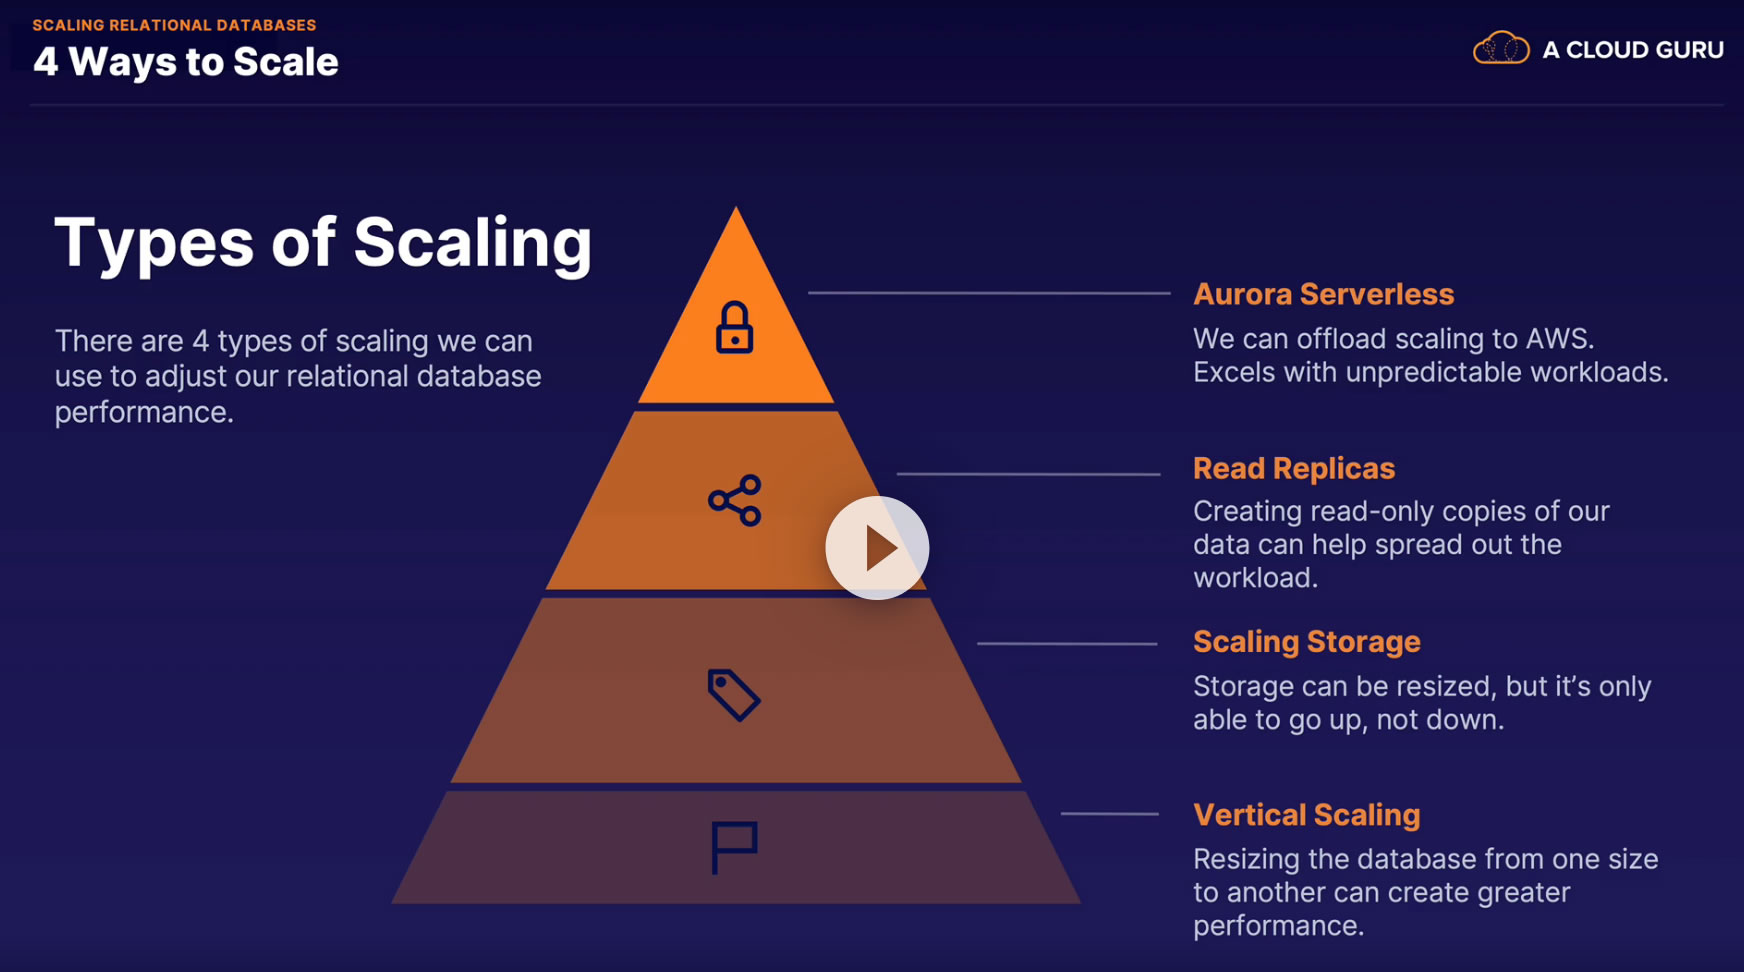 SCALING RELATIONAL DATABASES
4 Ways to Scale
A CLOUD GURU
Types of Scaling
There are 4 types of scaling we can
use to adjust our relational database
performance.
Aurora Serverless
We can offload scaling to AWS.
Excels with unpredictable workloads.
Read Replicas
Creating read-only copies of our
data can help spread out the
workload.
Scaling Storage
Storage can be resized, but it’s only
able to go up, not down.
Vertical Scaling
Resizing the database from one size
to another can create greater
performance.